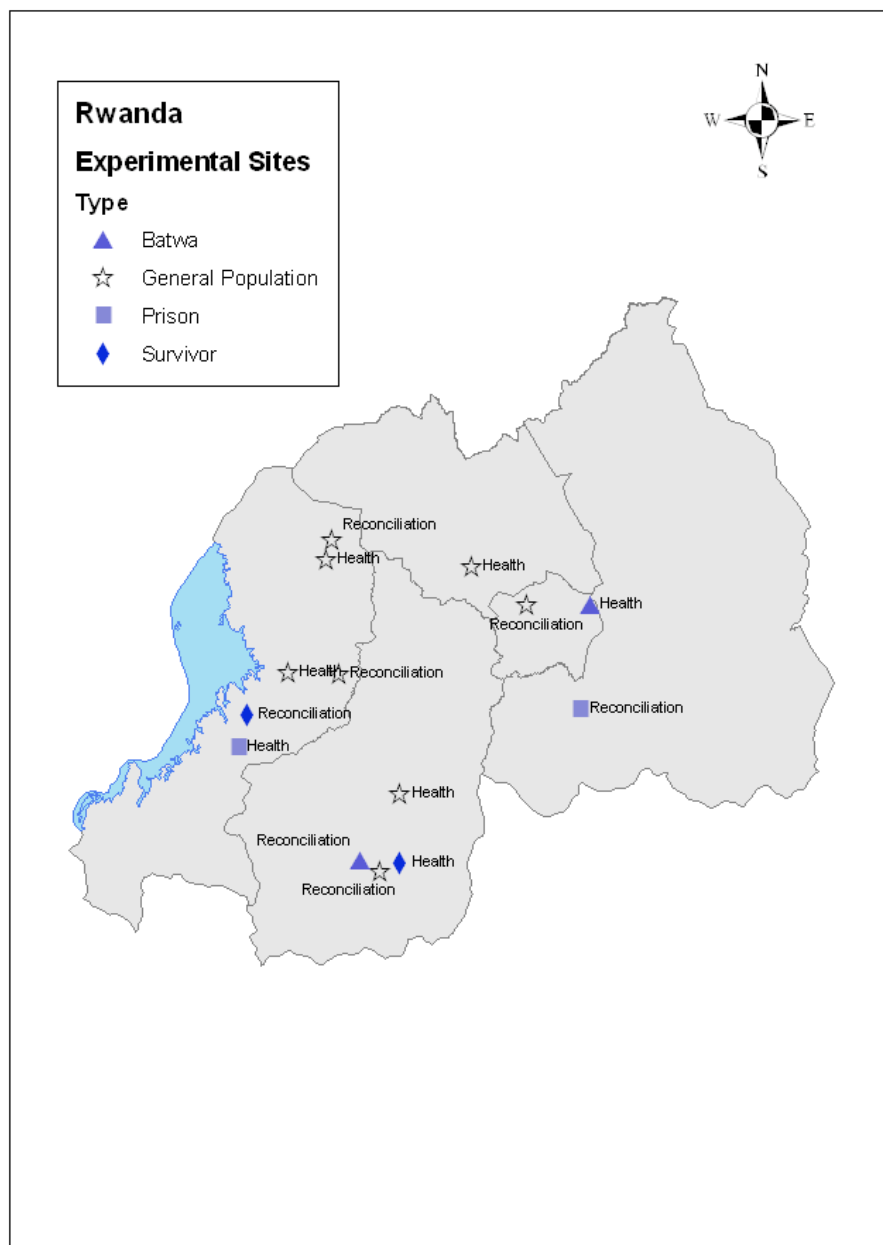 N
W
E
S
Rwanda
Experimental Sites
Type
Batwa
General Population
Prison
Survivor
Reconciliation
Health
Health
Health
Reconciliation
Health
Reconciliation
Reconciliation
Reconciliation
Health
Health
Reconciliation
Health
Reconciliation